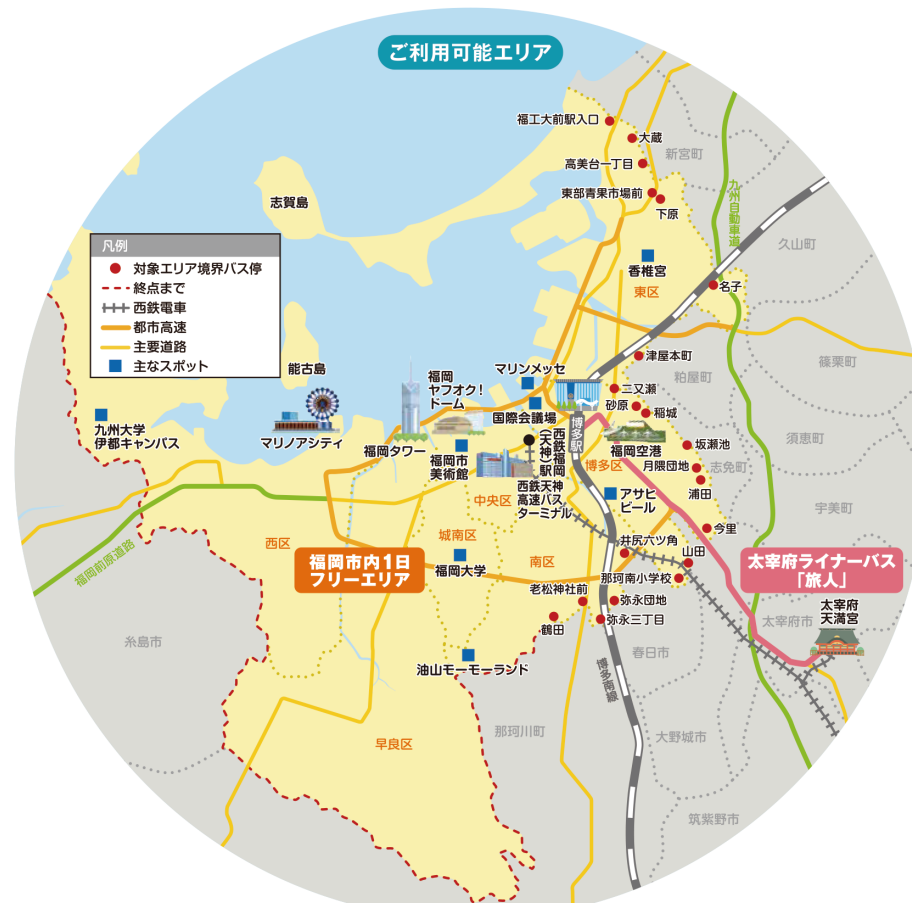 ご利用可能エリア
福工大前駅入口
大蔵
新宮町
高美台一丁目
東部青果市場前
下原
九州自動車道
久山町
志賀島
香椎宮
東区
名子
凡例
対象エリア境界バス停
終点まで
西鉄電車
都市高速
主要道路
主なスポット
津屋本町
篠栗町
粕屋町
能古島
福岡
ヤフオク!
ドーム
マリンメッセ
二又瀬
砂原
稲城
国際会議場
博多駅
九州大学
伊都キャンパス
マリノアシティ
福岡タワー
福岡市
美術館
西鉄福岡
(天神)駅
福岡空港
須恵町
坂瀬池
月隈団地
志免町
博多区
浦田
西鉄天神
高速バス
ターミナル
中央区
アサヒ
ビール
宇美町
今里
城南区
西区
福岡前原道路
福岡市内1日
フリーエリア
福岡大学
南区
井尻六ツ角
山田
太宰府ライナーバス
「旅人」
那珂南小学校
老松神社前
弥永団地
弥永三丁目
鶴田
太宰府市
太宰府
天満宮
糸島市
油山モーモーランド
春日市
博多南線
那珂川町
大野城市
早良区
筑紫野市